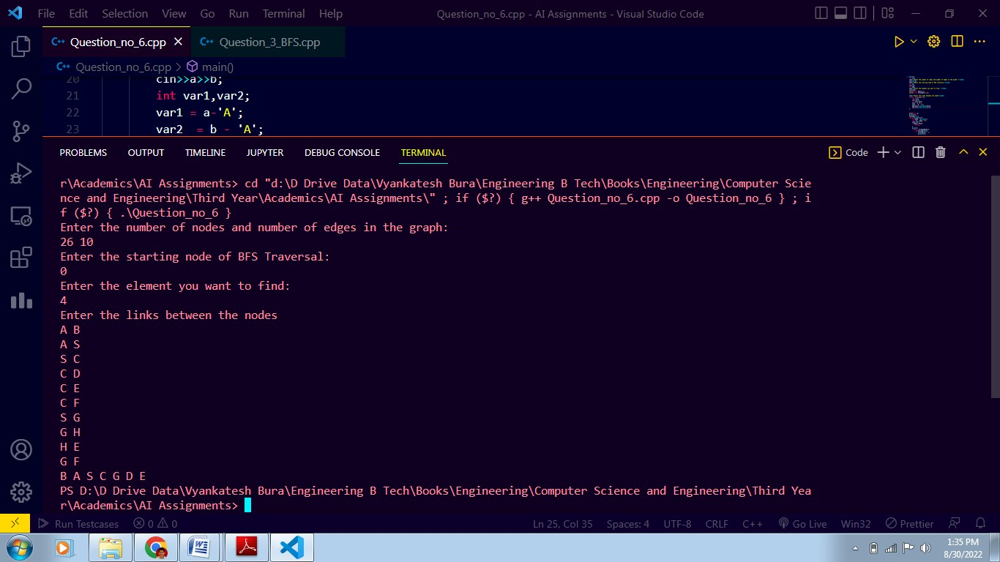 File Edit Selection View Go Run Terminal Help Question_no_6.cpp - AI Assignments - Visual Studio Code
C++ Question_no_6.cpp C++ Question_3_BFS.cpp
C++ Question_no_6.cpp > main()
20 cin>>a>>b;
21 int var1,var2;
22 var1 = a-'A';
23 var2  = b - 'A';
PROBLEMS OUTPUT TIMELINE JUPYTER DEBUG CONSOLE TERMINAL Code
r\Academics\AI Assignments> cd "d:\D Drive Data\Vyankatesh Bura\Engineering B Tech\Books\Engineering\Computer Scie
nce and Engineering\Third Year\Academics\AI Assignments\" ; if ($?) { g++ Question_no_6.cpp -o Question_no_6 } ; i
f ($?) { .\Question_no_6 }
Enter the number of nodes and number of edges in the graph:
26 10
Enter the starting node of BFS Traversal:
0
Enter the element you want to find:
4
Enter the links between the nodes
A B
A S
S C
C D
C E
C F
S G
G H
H E
G F
B A S C G D E
PS D:\D Drive Data\Vyankatesh Bura\Engineering B Tech\Books\Engineering\Computer Science and Engineering\Third Yea
r\Academics\AI Assignments>
Run Testcases 0 0 Ln 25, Col 35 Spaces: 4 UTF-8 CRLF C++ Go Live Win32 Prettier
1:35 PM
8/30/2022